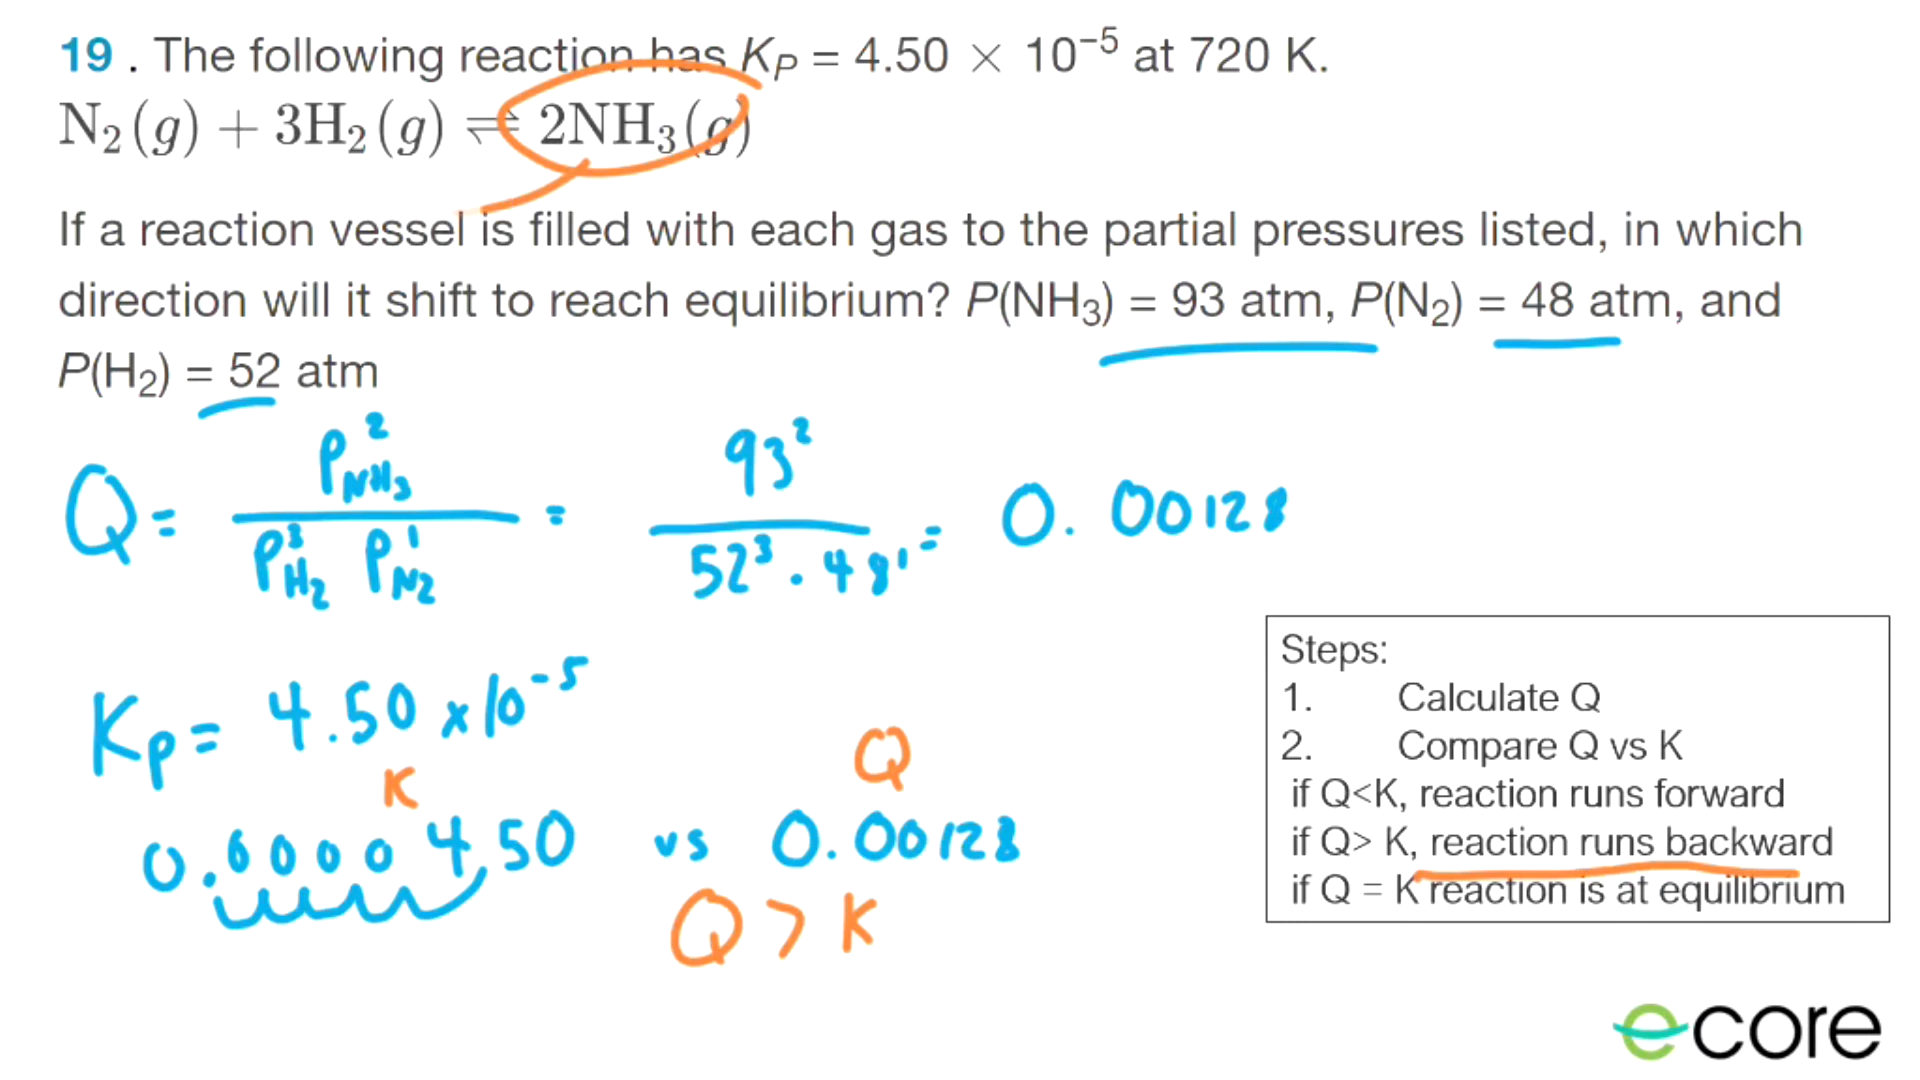 19 . The following reaction has Kₚ = 4.50 × 10⁻⁵ at 720 K.
N₂(g) + 3H₂(g) ⇌ 2NH₃(g)
If a reaction vessel is filled with each gas to the partial pressures listed, in which
direction will it shift to reach equilibrium? P(NH₃) = 93 atm, P(N₂) = 48 atm, and
P(H₂) = 52 atm
Q = P²NH₃ / P³H₂ P¹N₂ = 93² / 52³ · 48¹ = 0.00128
Kp = 4.50 x 10⁻⁵
K Q
0.00004.50 vs 0.00128
Q > K
Steps:
1. Calculate Q
2. Compare Q vs K
if Q<K, reaction runs forward
if Q> K, reaction runs backward
if Q = K reaction is at equilibrium
ecore